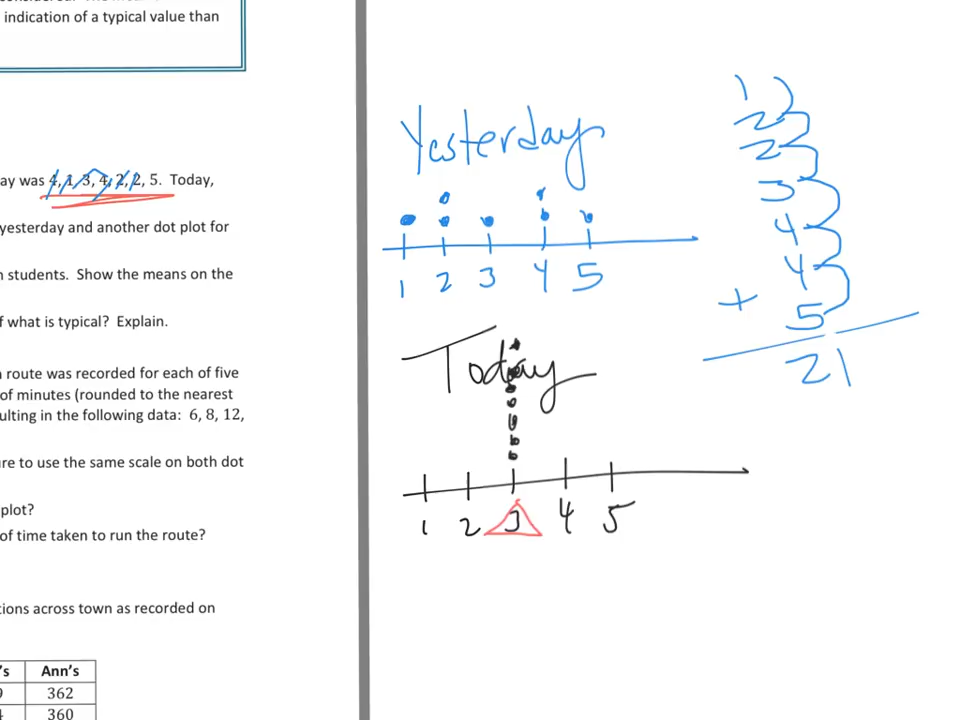 indication of a typical value than
ay was 4, 1, 3, 4, 2, 2, 5. Today,
yesterday and another dot plot for
students. Show the means on the
what is typical? Explain.
route was recorded for each of five
of minutes (rounded to the nearest
ulting in the following data: 6, 8, 12,
ure to use the same scale on both dot
plot?
of time taken to run the route?
tions across town as recorded on
's Ann's
362
360
Yesterday
1 2 3 4 5
Today
1 2 3 4 5
1
2
2
3
4
4
+ 5
21